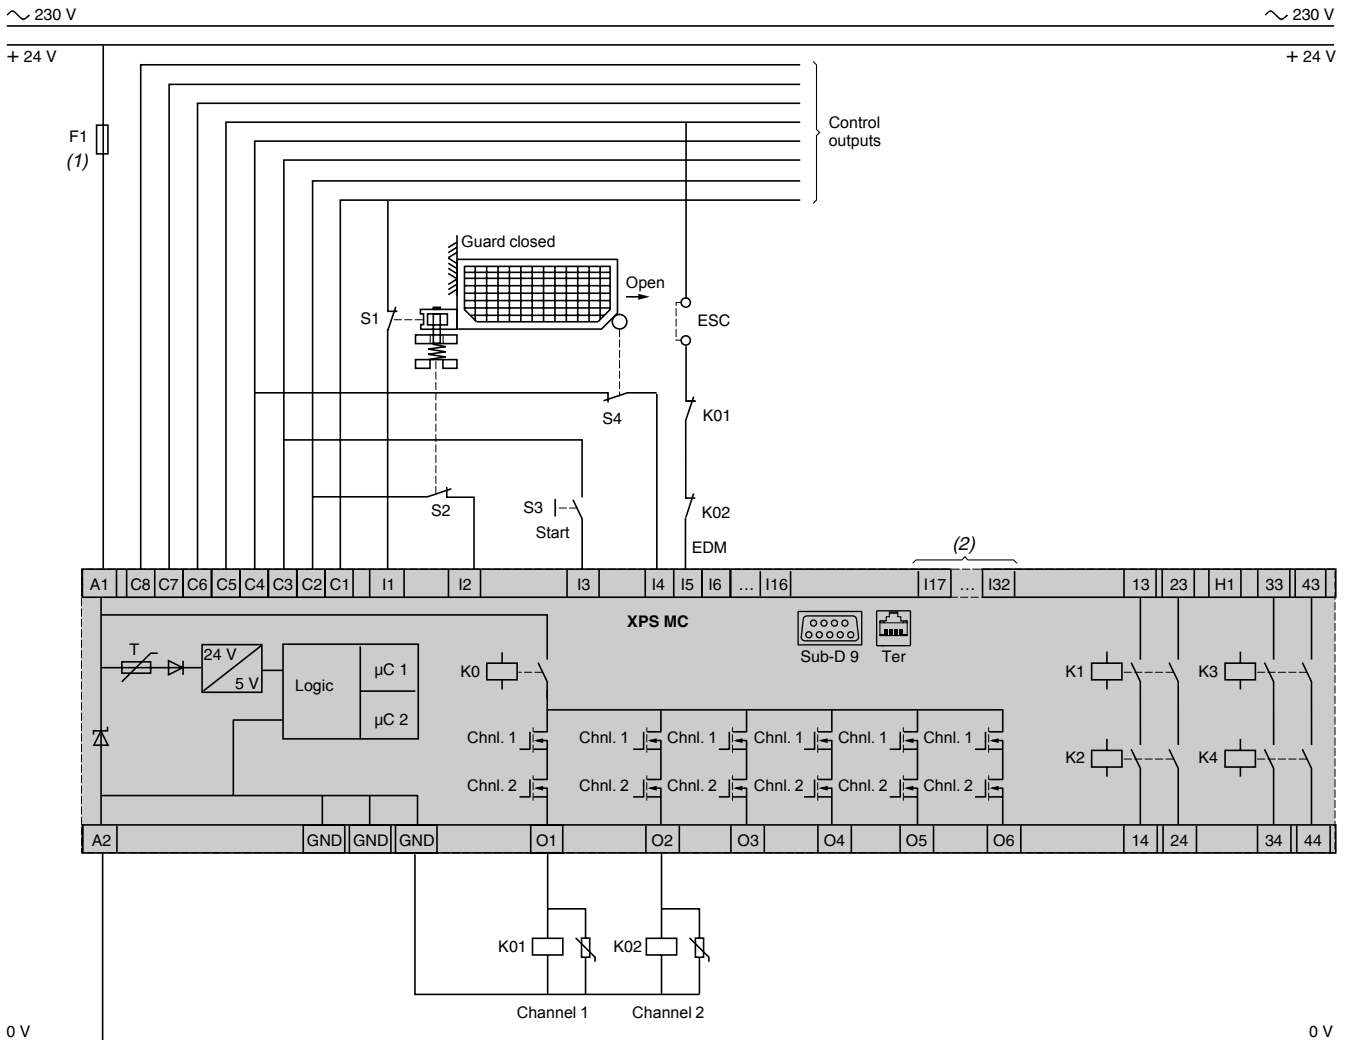 230 V
230 V
+ 24 V
+ 24 V
F1
(1)
Control
outputs
Guard closed
Open
S1
ESC
S4
K01
S2
S3
Start
K02
EDM
(2)
A1 C8 C7 C6 C5 C4 C3 C2 C1 I1 I2 I3 I4 I5 I6 ... I16 I17 ... I32 13 23 H1 33 43
XPS MC
Sub-D 9
Ter
T
24 V
5 V
Logic
µC 1
µC 2
K0
K1
K3
Chnl. 1 Chnl. 1 Chnl. 1 Chnl. 1 Chnl. 1 Chnl. 1
K2
K4
Chnl. 2 Chnl. 2 Chnl. 2 Chnl. 2 Chnl. 2 Chnl. 2
A2 GND GND GND O1 O2 O3 O4 O5 O6 14 24 34 44
K01
K02
Channel 1
Channel 2
0 V
0 V